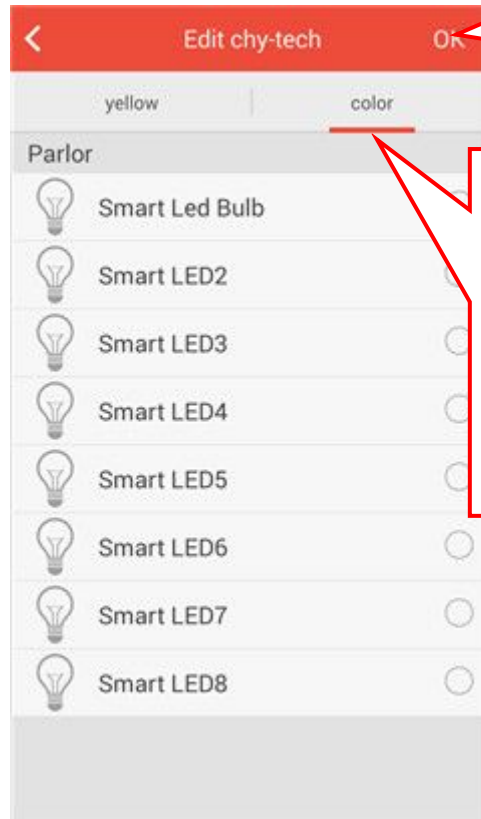 Edit chy-tech OK
yellow color
Parlor
Smart Led Bulb
Smart LED2
Smart LED3
Smart LED4
Smart LED5
Smart LED6
Smart LED7
Smart LED8